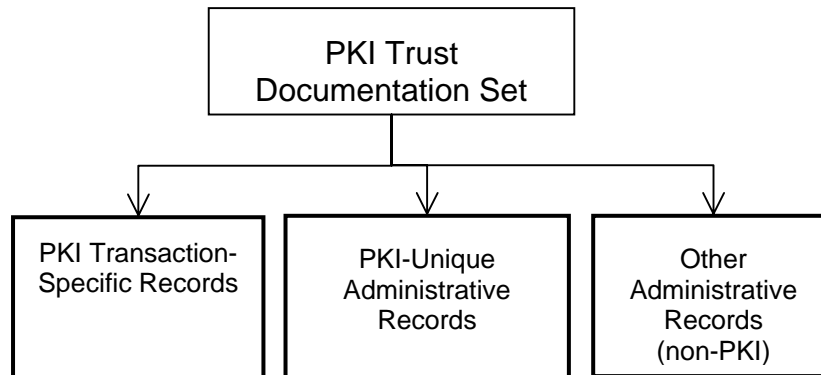 PKI Trust
Documentation Set
PKI Transaction-
Specific Records
PKI-Unique
Administrative
Records
Other
Administrative
Records
(non-PKI)